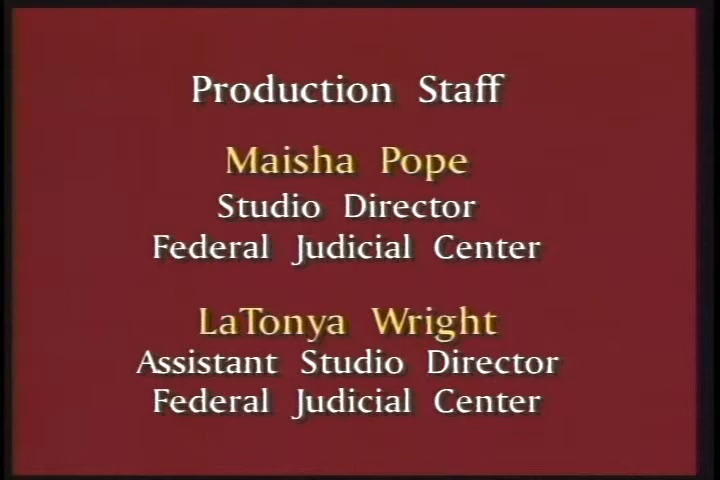 Production Staff
Maisha Pope
Studio Director
Federal Judicial Center
LaTonya Wright
Assistant Studio Director
Federal Judicial Center